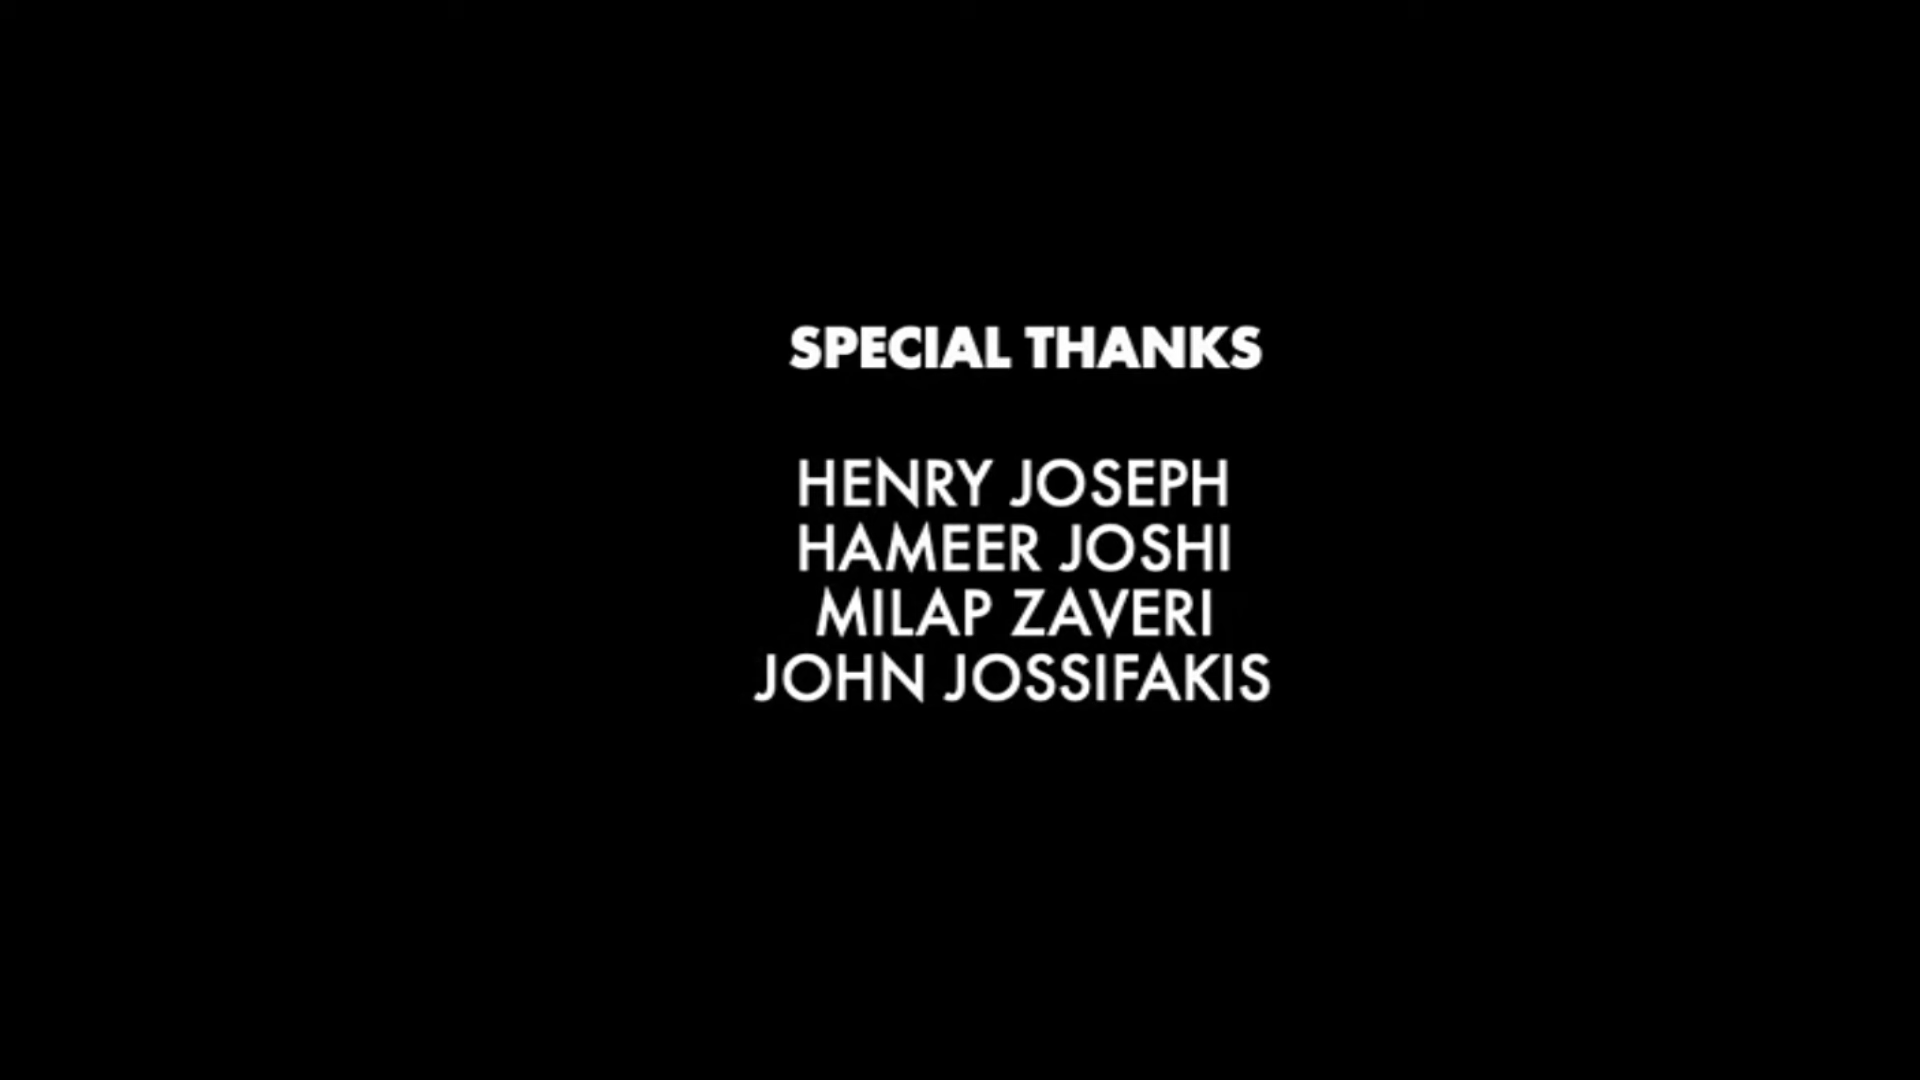 SPECIAL THANKS
HENRY JOSEPH
HAMEER JOSHI
MILAP ZAVERI
JOHN JOSSIFAKIS